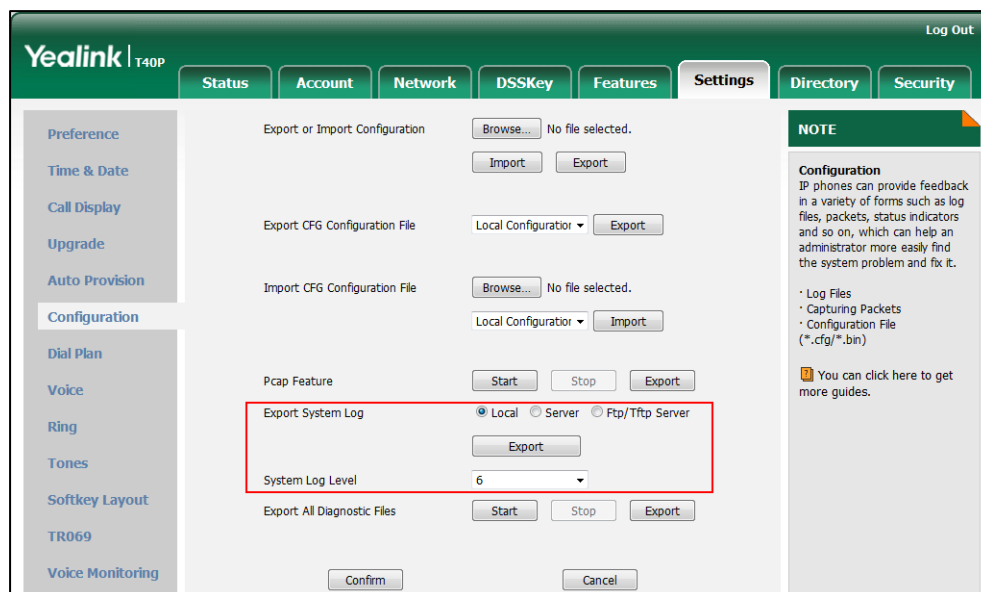 Log Out
Yealink | T40P
Status Account Network DSSKey Features Settings Directory Security
Preference
Time & Date
Call Display
Upgrade
Auto Provision
Configuration
Dial Plan
Voice
Ring
Tones
Softkey Layout
TR069
Voice Monitoring
Export or Import Configuration Browse... No file selected.
Import Export
Export CFG Configuration File Local Configuration Export
Import CFG Configuration File Browse... No file selected.
Local Configuration Import
Pcap Feature Start Stop Export
Export System Log Local Server Ftp/Tftp Server
Export
System Log Level 6
Export All Diagnostic Files Start Stop Export
Confirm Cancel
NOTE
Configuration
IP phones can provide feedback
in a variety of forms such as log
files, packets, status indicators
and so on, which can help an
administrator more easily find
the system problem and fix it.
· Log Files
· Capturing Packets
· Configuration File
(*.cfg/*.bin)
You can click here to get
more guides.